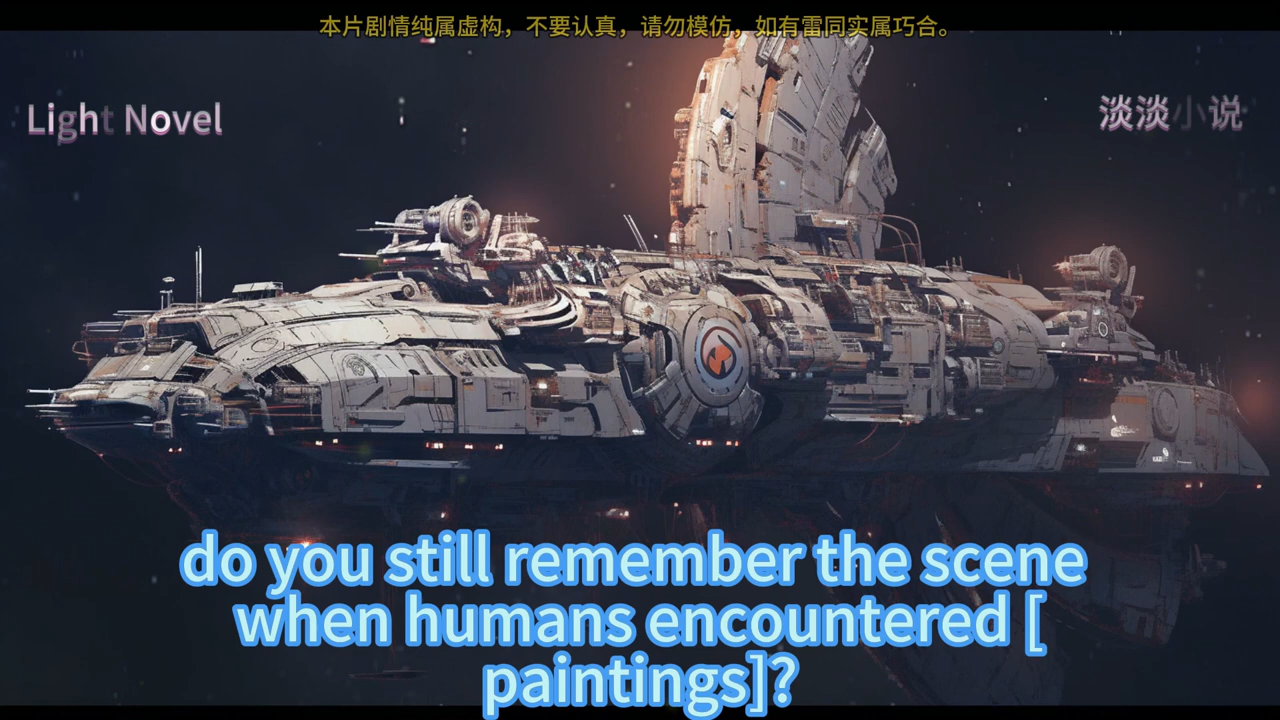 本片剧情纯属虚构，不要认真，请勿模仿，如有雷同实属巧合。
Light Novel
淡淡小说
do you still remember the scene
when humans encountered [
paintings]?